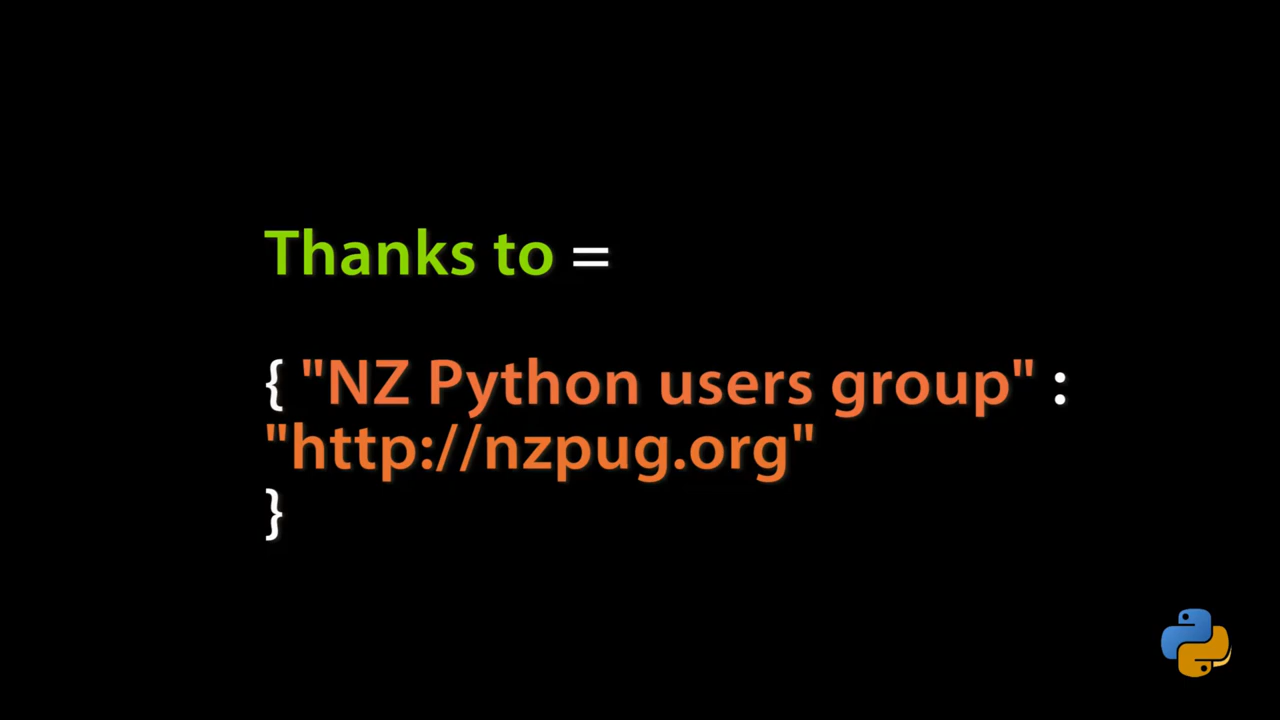 Thanks to =
{ "NZ Python users group" :
"http://nzpug.org"
}